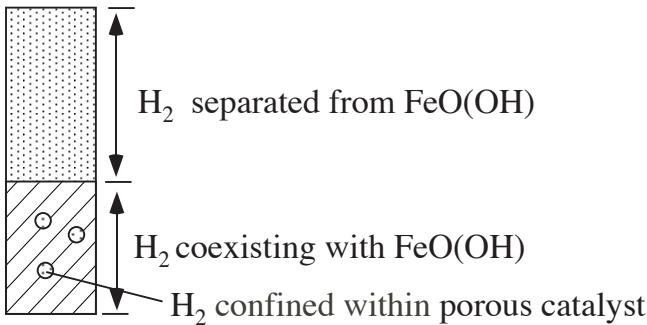 H₂ separated from FeO(OH)
H₂ coexisting with FeO(OH)
H₂ confined within porous catalyst